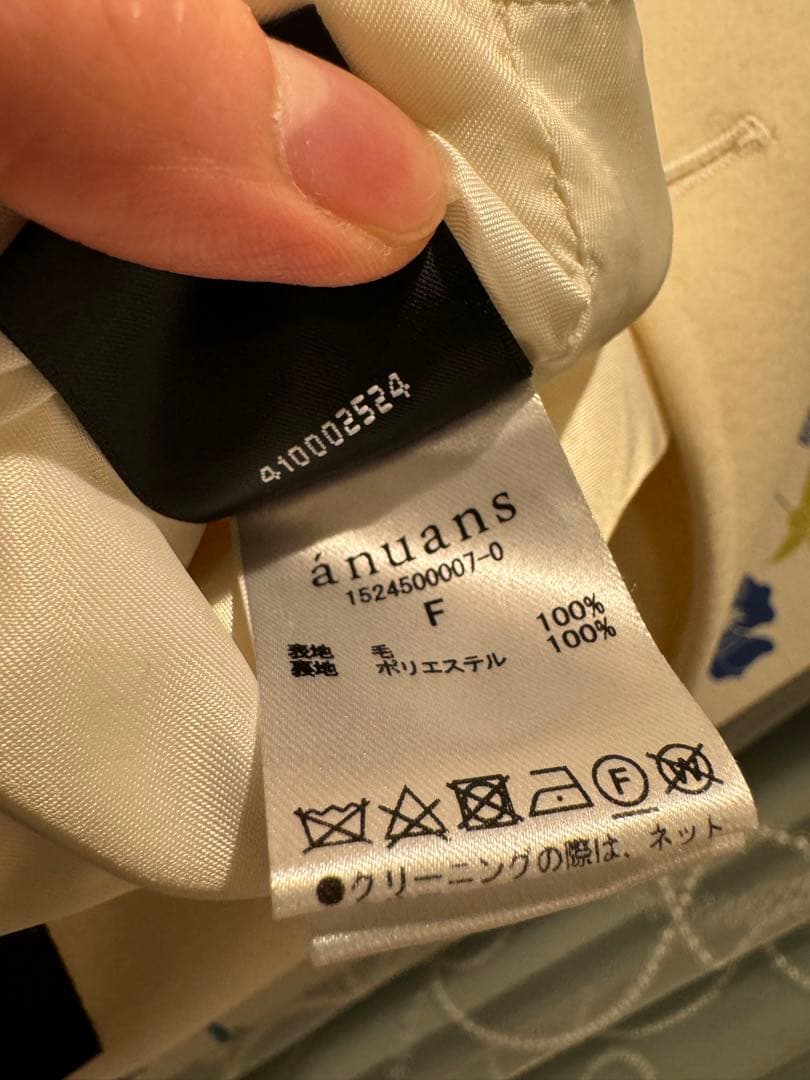 410002524
ánuans
1524500007-0
F
表地 毛 100%
裏地 ポリエステル 100%
F W
●クリーニングの際は、ネット